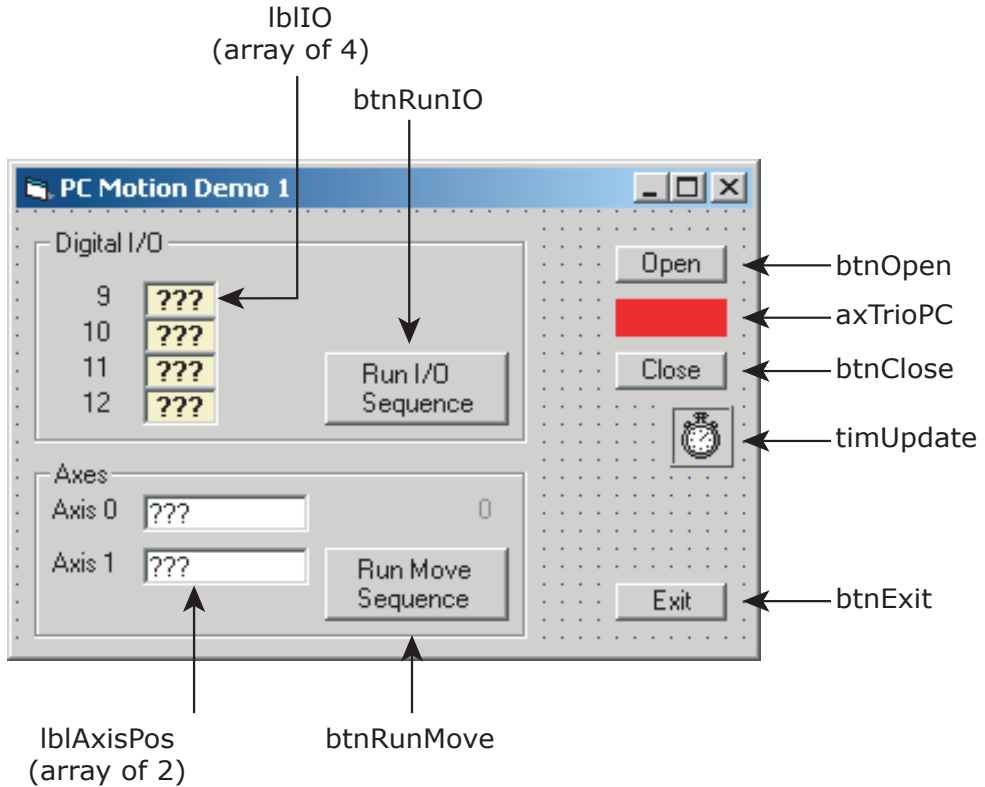 lblIO
(array of 4)
btnRunIO
PC Motion Demo 1
Digital I/O
9 ???
10 ???
11 ???
12 ???
Run I/O
Sequence
Open
Close
btnOpen
axTrioPC
btnClose
timUpdate
Axes
Axis 0 ??? 0
Axis 1 ???
Run Move
Sequence
Exit
btnExit
lblAxisPos
(array of 2)
btnRunMove